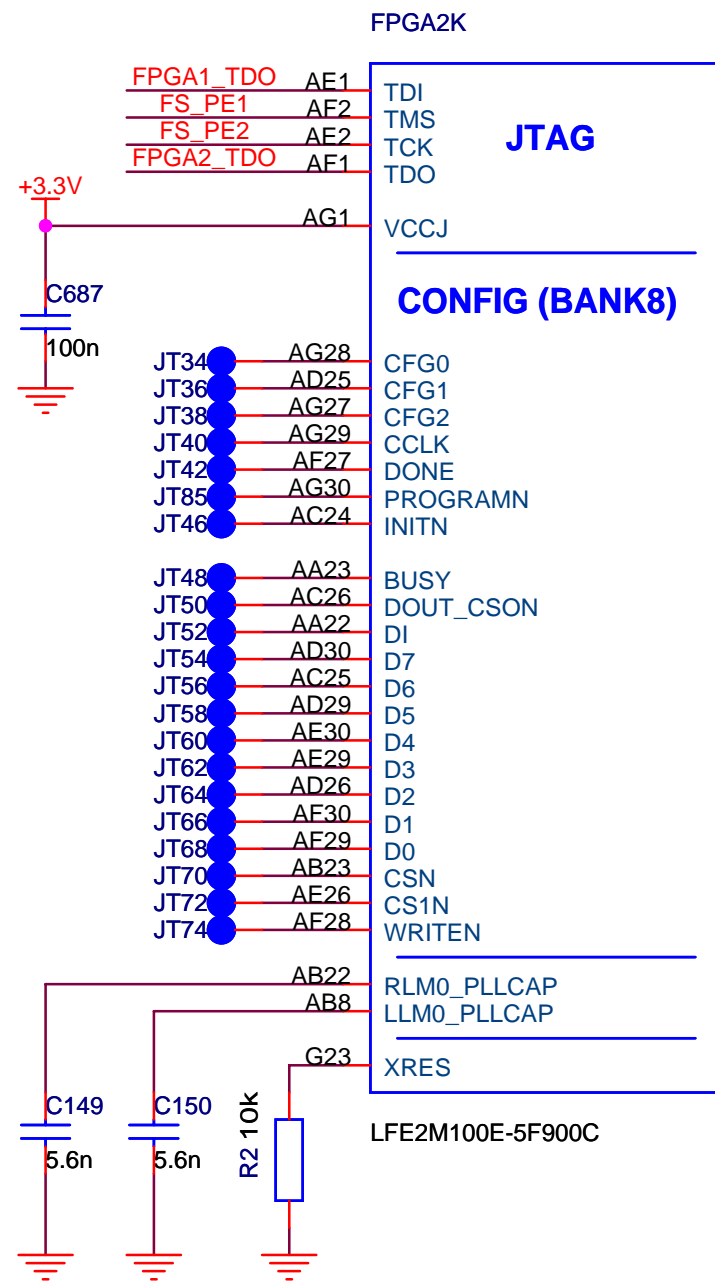 FPGA2K
FPGA1_TDO AE1 TDI
FS_PE1 AF2 TMS
FS_PE2 AE2 TCK
FPGA2_TDO AF1 TDO
JTAG
+3.3V
AG1 VCCJ
C687
100n
CONFIG (BANK8)
JT34 AG28 CFG0
JT36 AD25 CFG1
JT38 AG27 CFG2
JT40 AG29 CCLK
JT42 AF27 DONE
JT85 AG30 PROGRAMN
JT46 AC24 INITN
JT48 AA23 BUSY
JT50 AC26 DOUT_CSON
JT52 AA22 DI
JT54 AD30 D7
JT56 AC25 D6
JT58 AD29 D5
JT60 AE30 D4
JT62 AE29 D3
JT64 AD26 D2
JT66 AF30 D1
JT68 AF29 D0
JT70 AB23 CSN
JT72 AE26 CS1N
JT74 AF28 WRITEN
AB22 RLM0_PLLCAP
AB8 LLM0_PLLCAP
G23 XRES
C149
5.6n
C150
5.6n
R2 10k
LFE2M100E-5F900C